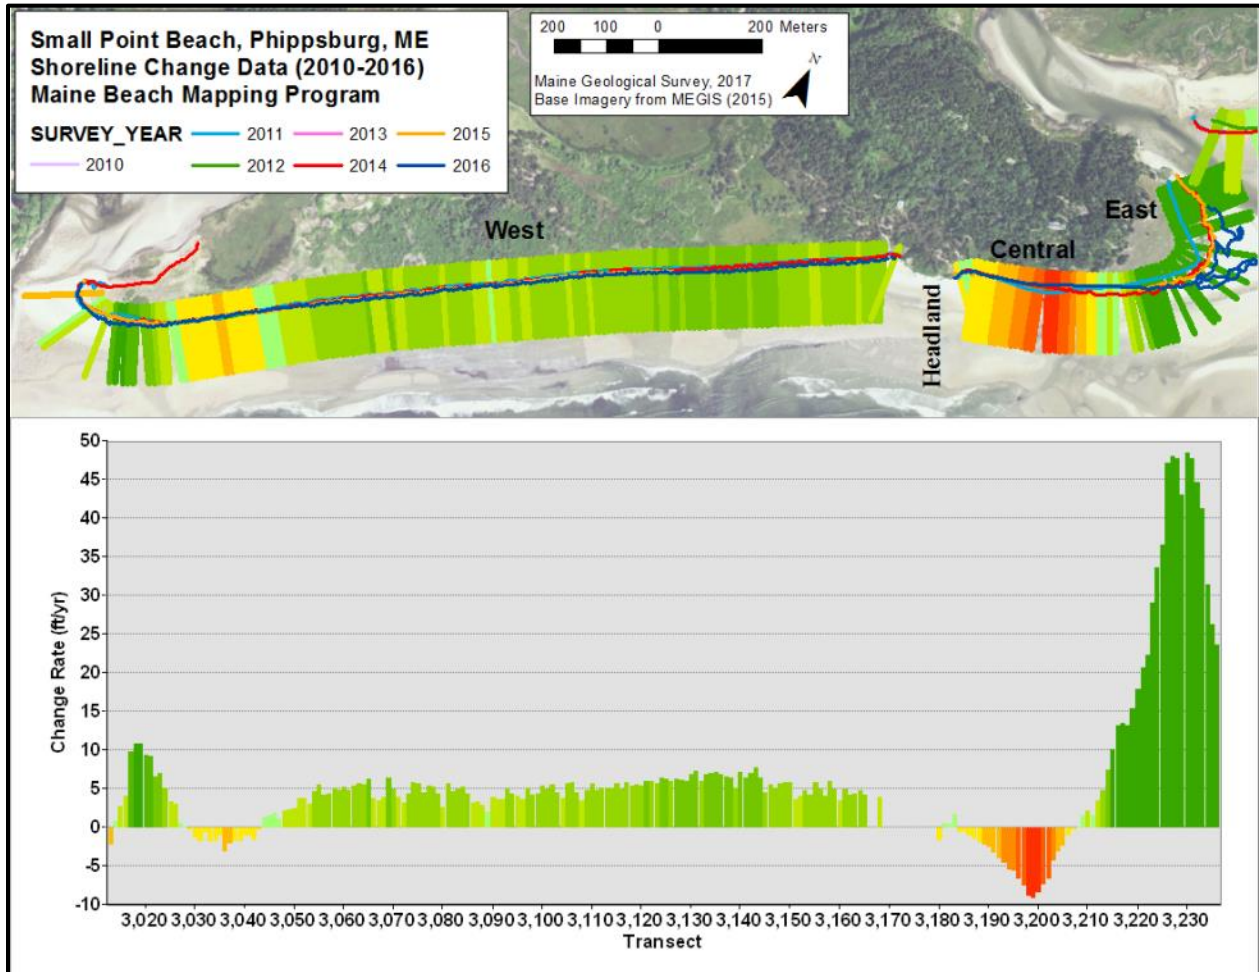 Small Point Beach, Phippsburg, ME
Shoreline Change Data (2010-2016)
Maine Beach Mapping Program
SURVEY_YEAR
2011
2013
2015
2010
2012
2014
2016
200 100 0 200 Meters
Maine Geological Survey, 2017
Base Imagery from MEGIS (2015)
N
West
East
Central
Headland
50
45
40
35
30
25
20
15
10
5
0
-5
-10
Change Rate (ft/yr)
3,020 3,030 3,040 3,050 3,060 3,070 3,080 3,090 3,100 3,110 3,120 3,130 3,140 3,150 3,160 3,170 3,180 3,190 3,200 3,210 3,220 3,230
Transect